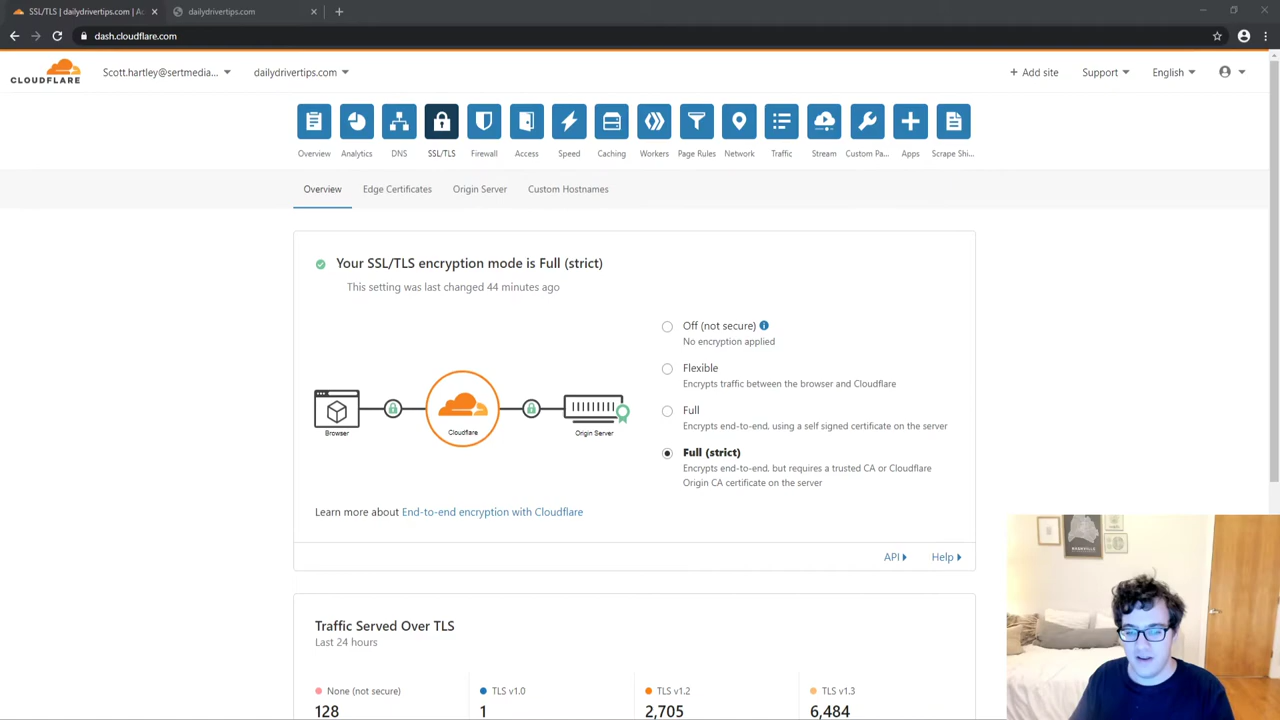 SSL/TLS | dailydrivertips.com | Ac
dailydrivertips.com
dash.cloudflare.com
CLOUDFLARE
Scott.hartley@sertmedia...
dailydrivertips.com
+ Add site
Support
English
Overview
Analytics
DNS
SSL/TLS
Firewall
Access
Speed
Caching
Workers
Page Rules
Network
Traffic
Stream
Custom Pa...
Apps
Scrape Shi...
Overview
Edge Certificates
Origin Server
Custom Hostnames
Your SSL/TLS encryption mode is Full (strict)
This setting was last changed 44 minutes ago
Browser
Cloudflare
Origin Server
Off (not secure)
No encryption applied
Flexible
Encrypts traffic between the browser and Cloudflare
Full
Encrypts end-to-end, using a self signed certificate on the server
Full (strict)
Encrypts end-to-end, but requires a trusted CA or Cloudflare
Origin CA certificate on the server
Learn more about End-to-end encryption with Cloudflare
API
Help
Traffic Served Over TLS
Last 24 hours
None (not secure)
128
TLS v1.0
1
TLS v1.2
2,705
TLS v1.3
6,484